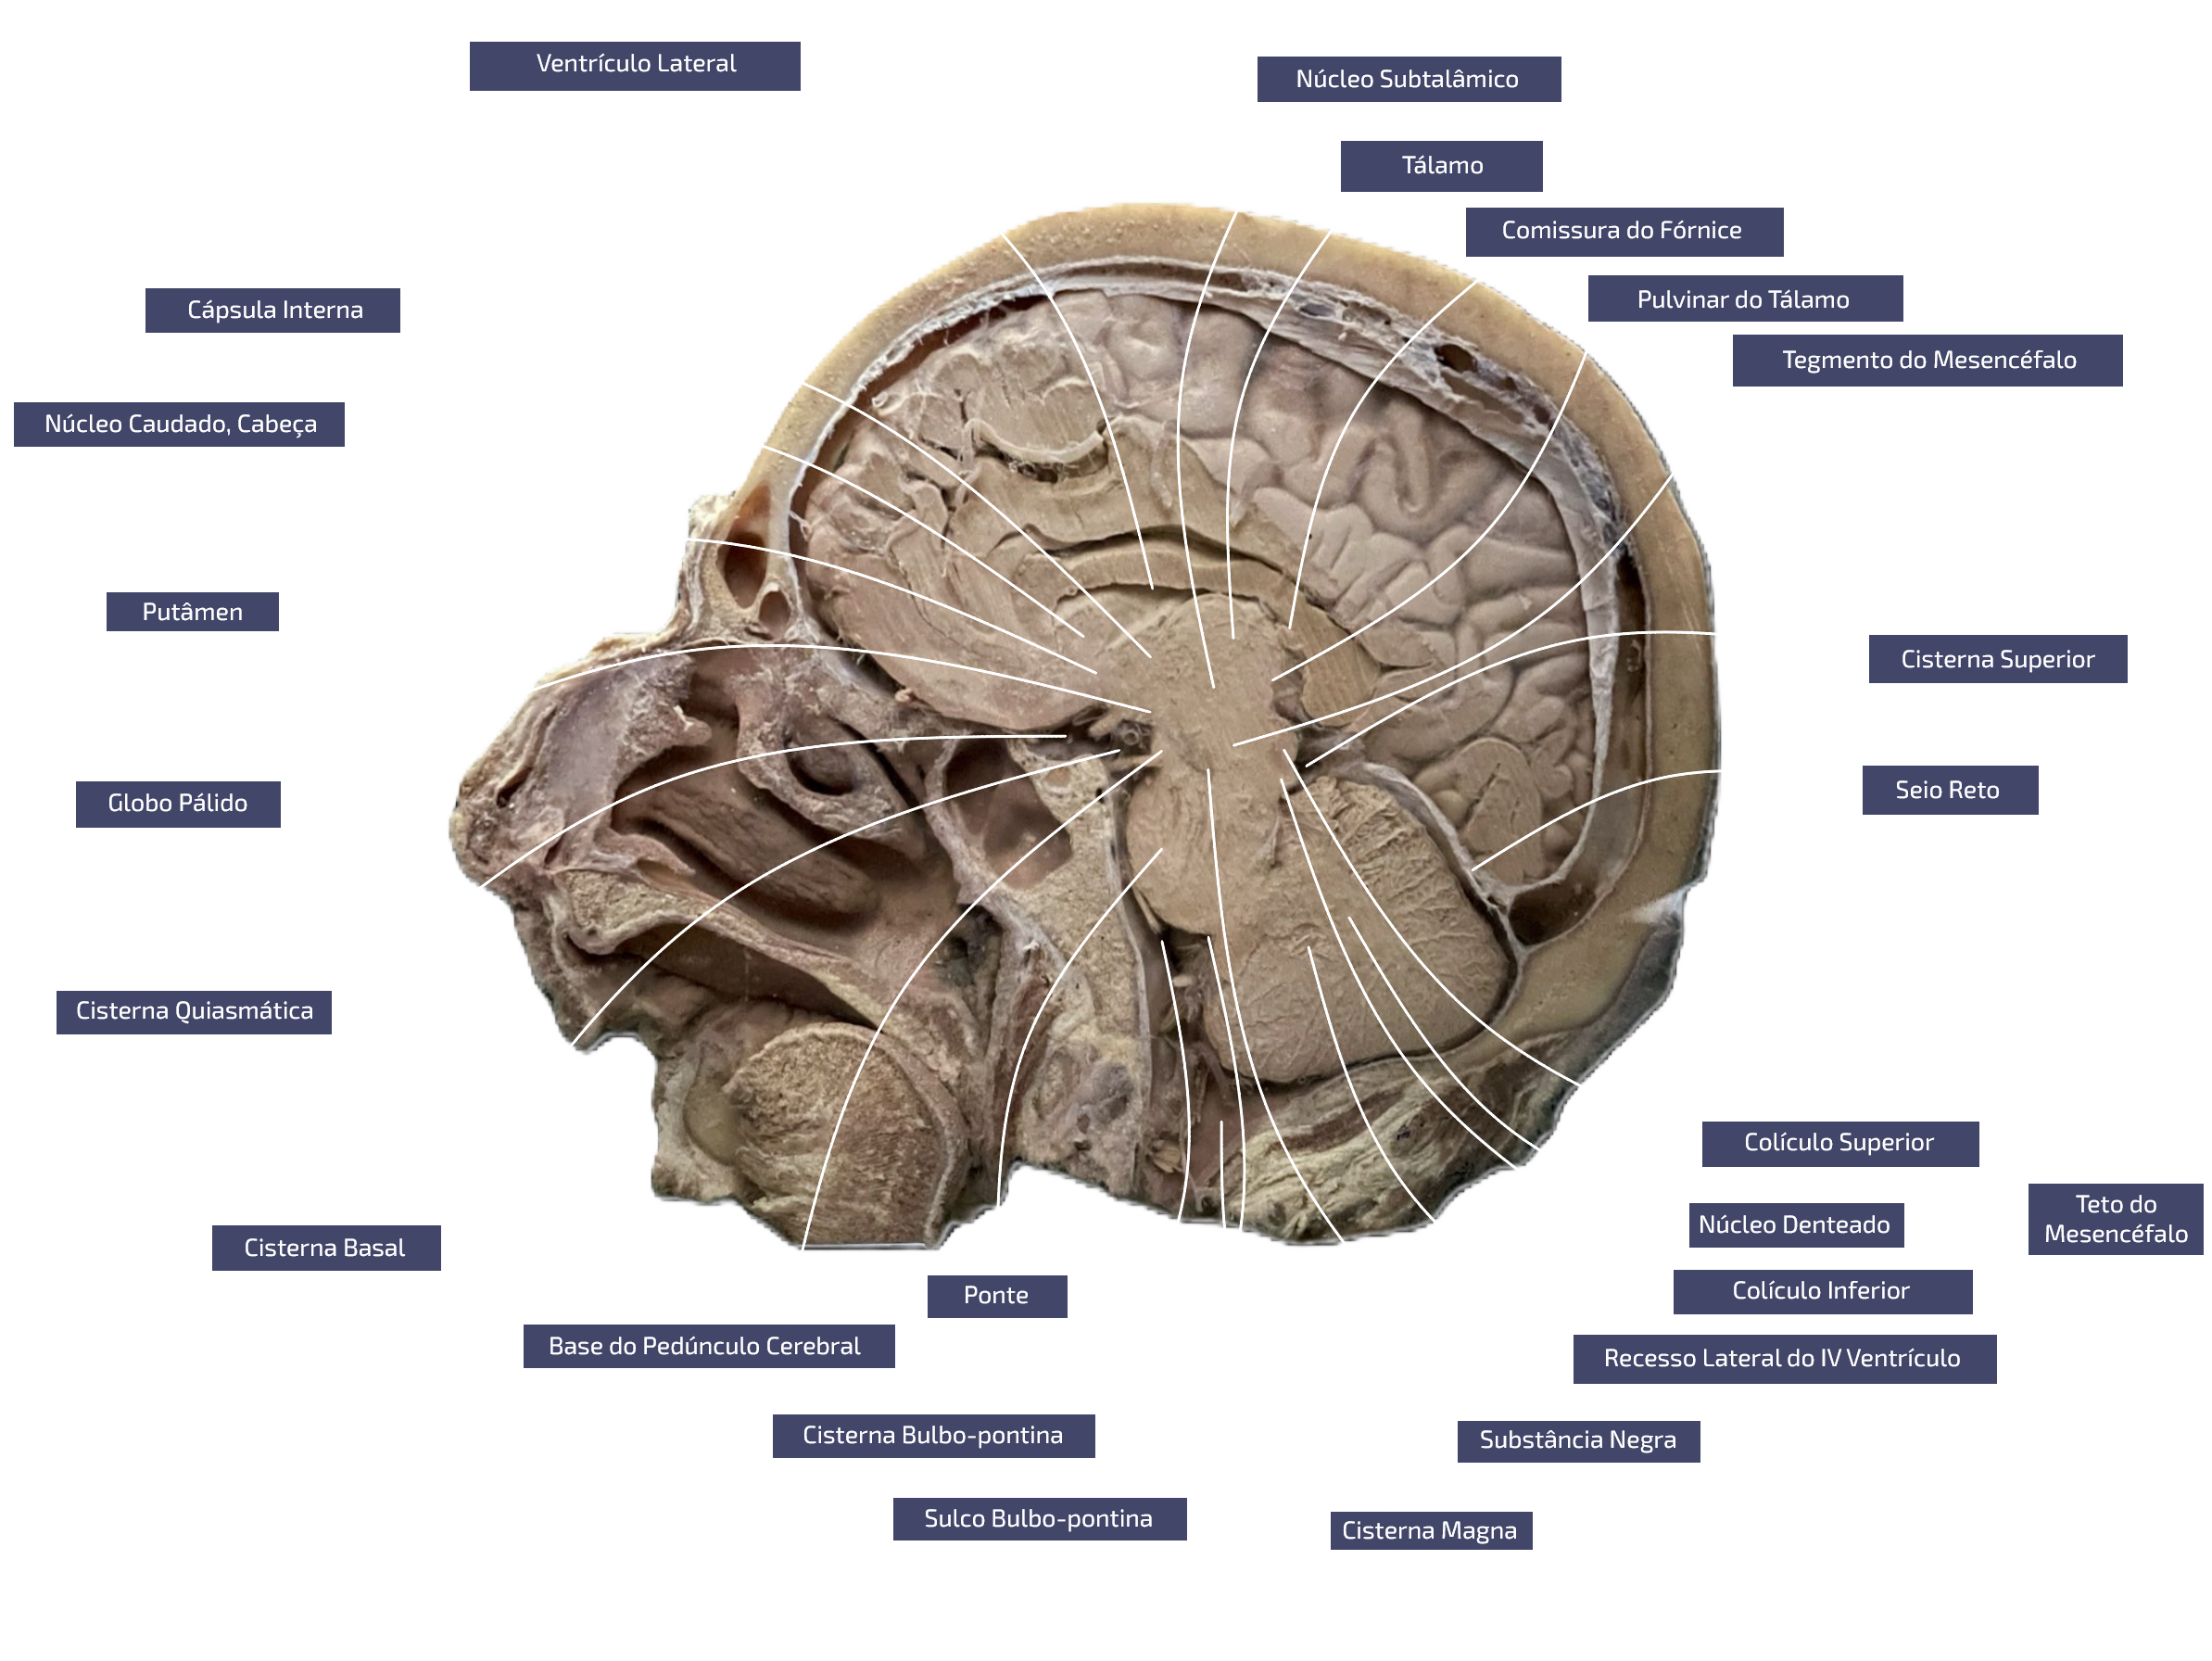 Ventrículo Lateral
Núcleo Subtalâmico
Tálamo
Comissura do Fórnice
Pulvinar do Tálamo
Tegmento do Mesencéfalo
Cápsula Interna
Núcleo Caudado, Cabeça
Putâmen
Cisterna Superior
Globo Pálido
Seio Reto
Cisterna Quiasmática
Colículo Superior
Teto do
Mesencéfalo
Núcleo Denteado
Cisterna Basal
Colículo Inferior
Ponte
Base do Pedúnculo Cerebral
Recesso Lateral do IV Ventrículo
Cisterna Bulbo-pontina
Substância Negra
Sulco Bulbo-pontina
Cisterna Magna